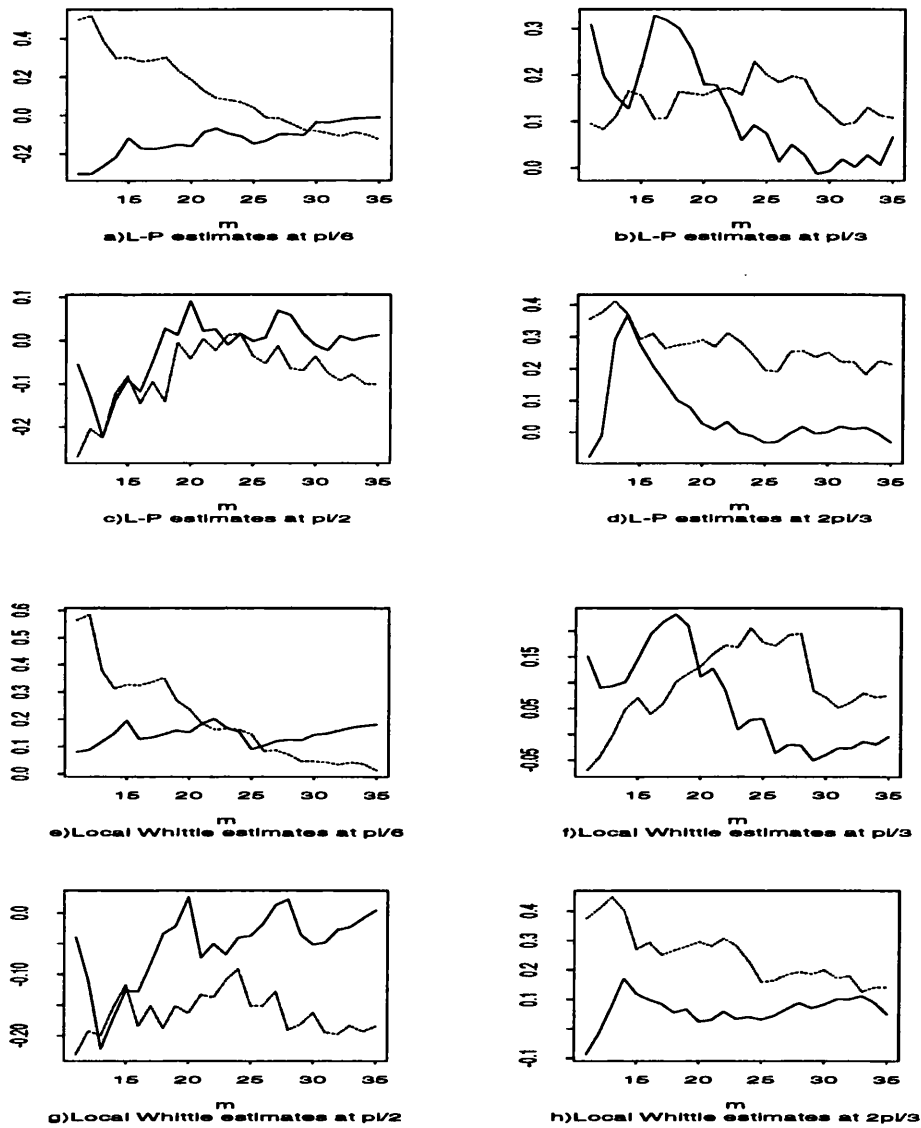 0.4
0.2
0.0
-0.2
15 20 25 30 35
m
a)L-P estimates at pi/6
0.3
0.2
0.1
0.0
15 20 25 30 35
m
b)L-P estimates at pi/3
0.1
0.0
-0.1
-0.2
15 20 25 30 35
m
c)L-P estimates at pi/2
0.4
0.3
0.2
0.1
0.0
15 20 25 30 35
m
d)L-P estimates at 2pi/3
0.6
0.5
0.4
0.3
0.2
0.1
0.0
15 20 25 30 35
m
e)Local Whittle estimates at pi/6
0.15
0.05
-0.05
15 20 25 30 35
m
f)Local Whittle estimates at pi/3
0.0
-0.10
-0.20
15 20 25 30 35
m
g)Local Whittle estimates at pi/2
0.4
0.3
0.2
0.1
-0.1
15 20 25 30 35
m
h)Local Whittle estimates at 2pi/3